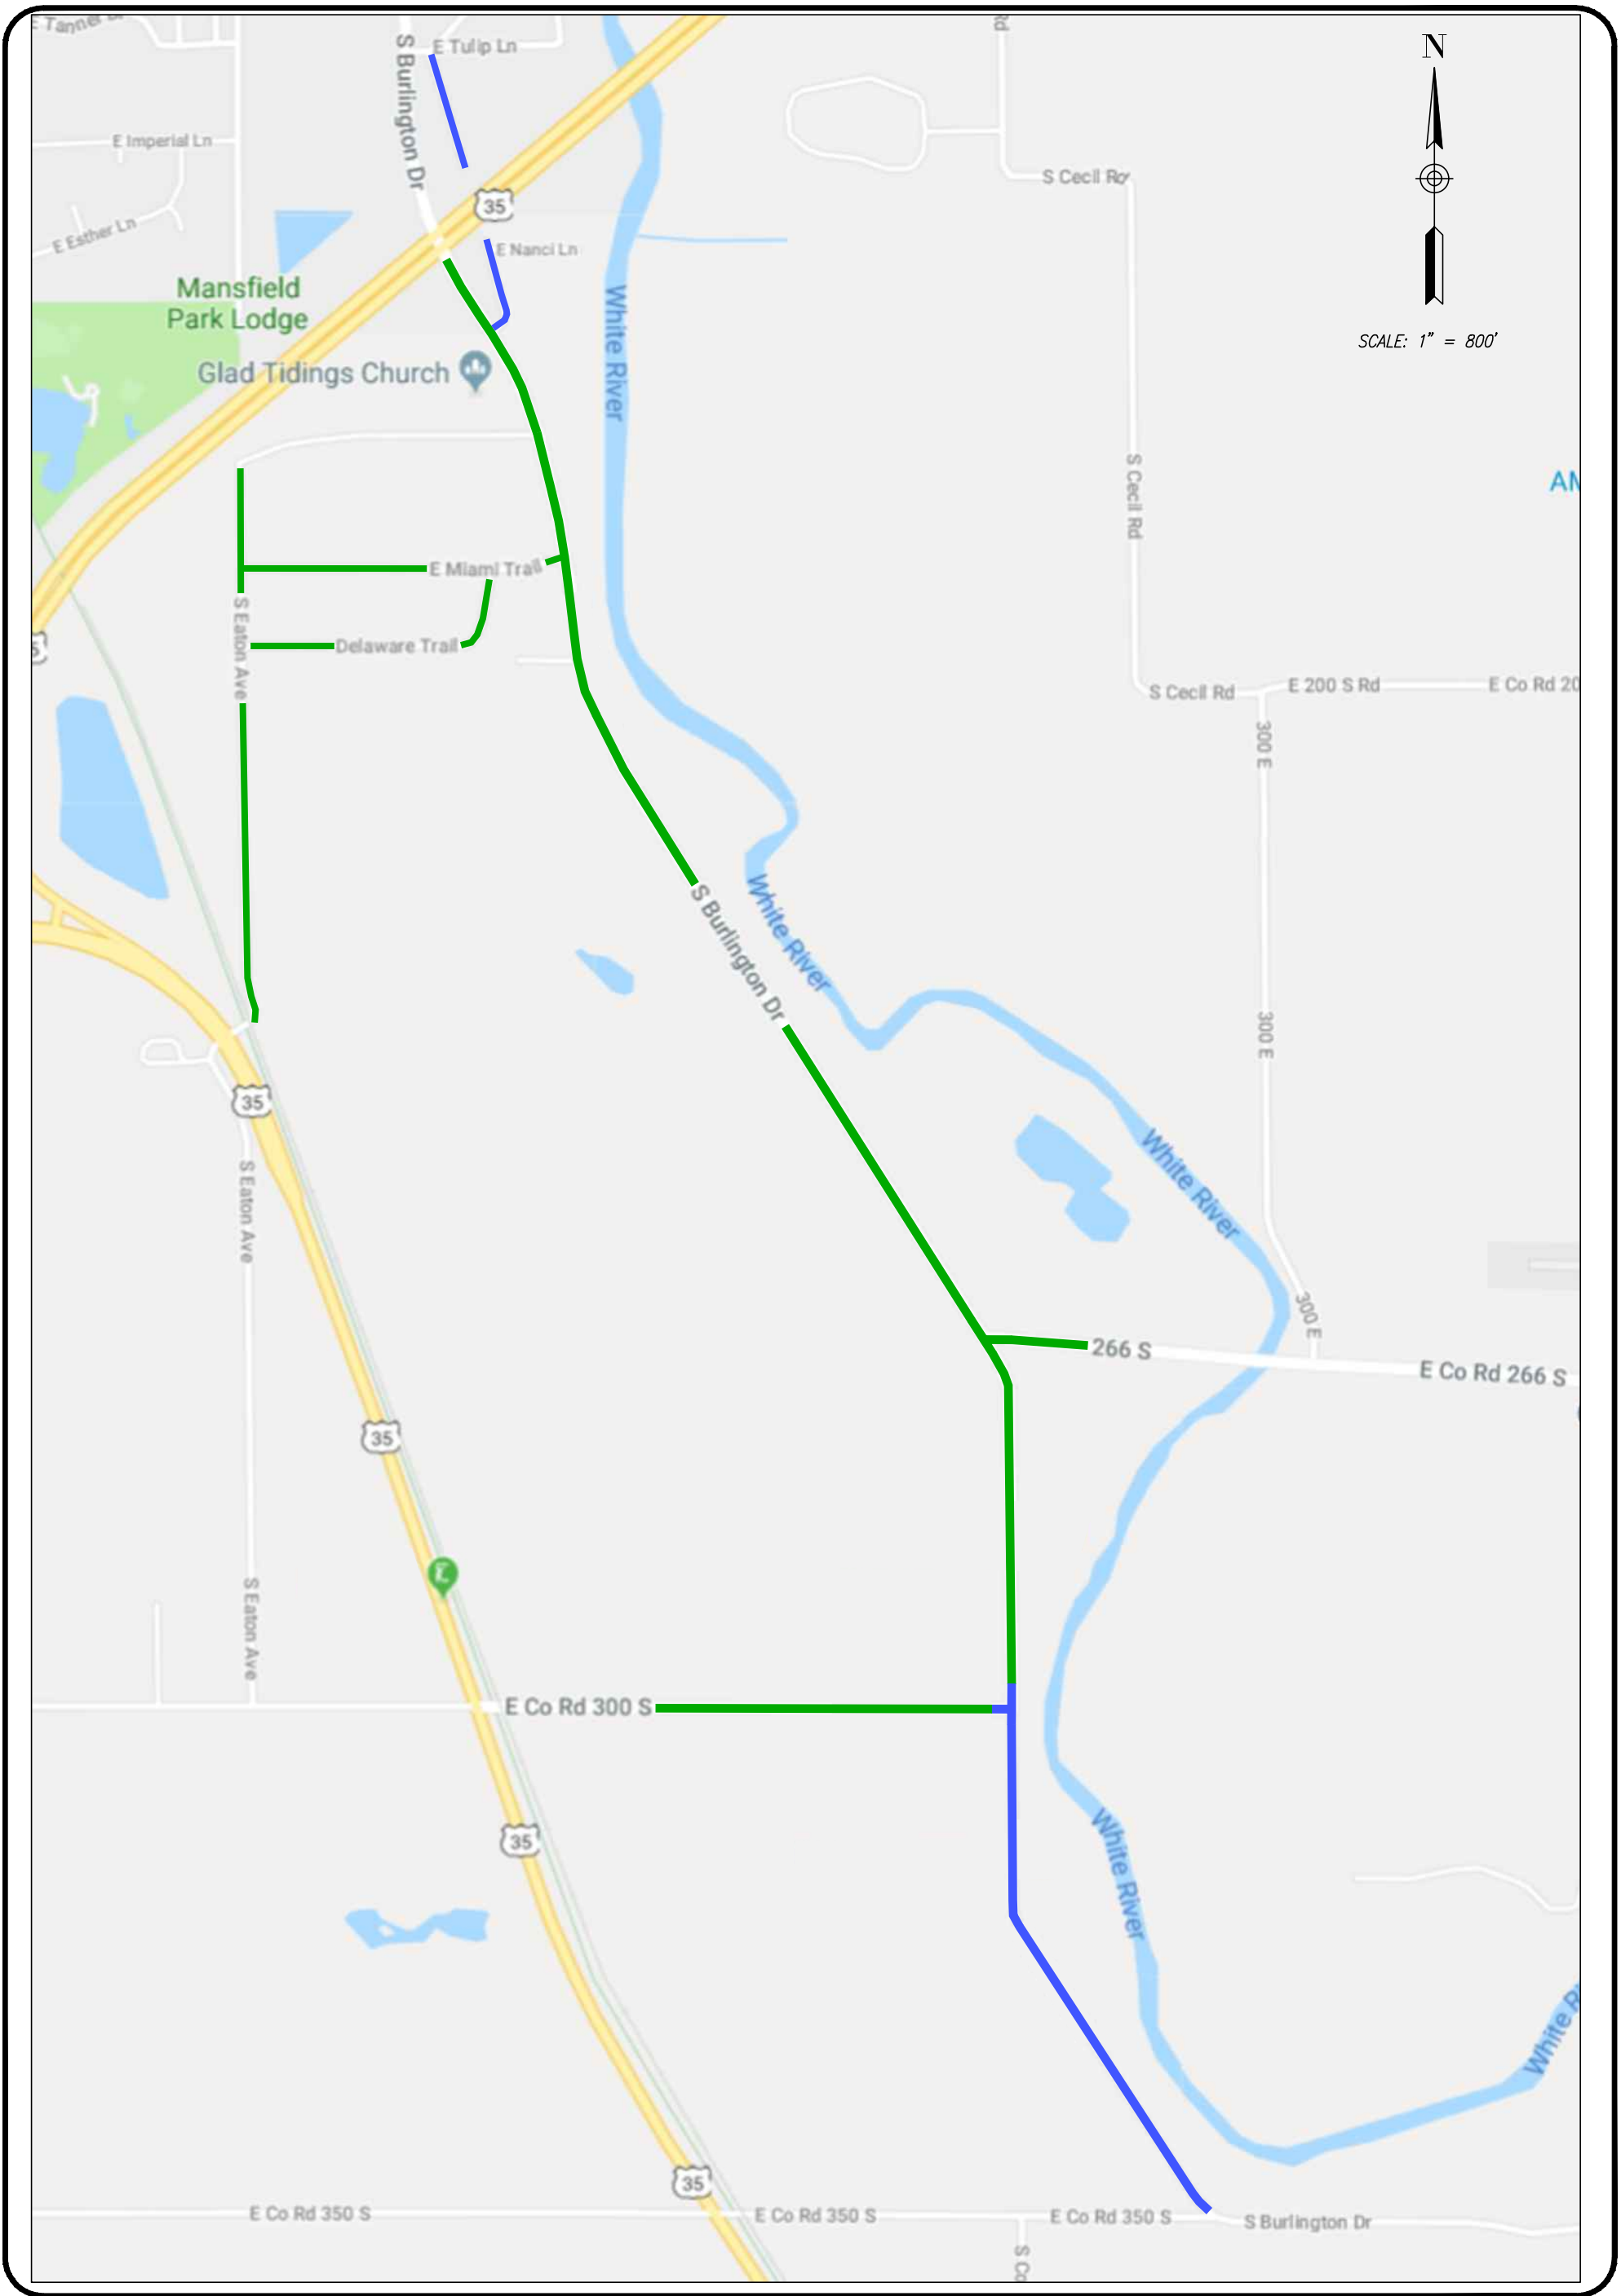 E Tanner
S Burlington Dr
E Tulip Ln
Rd
N
E Imperial Ln
S Cecil Rd
35
E Esther Ln
E Nanci Ln
Mansfield
Park Lodge
White River
SCALE: 1" = 800'
Glad Tidings Church
S Cecil Rd
E Miami Trail
S Eaton Ave
Delaware Trail
5
S Cecil Rd
E 200 S Rd
E Co Rd 20
300 E
S Burlington Dr
White River
300 E
35
White River
S Eaton Ave
300 E
266 S
E Co Rd 266 S
35
S Eaton Ave
E Co Rd 300 S
35
White River
White R
35
E Co Rd 350 S
E Co Rd 350 S
E Co Rd 350 S
S Burlington Dr
S Co